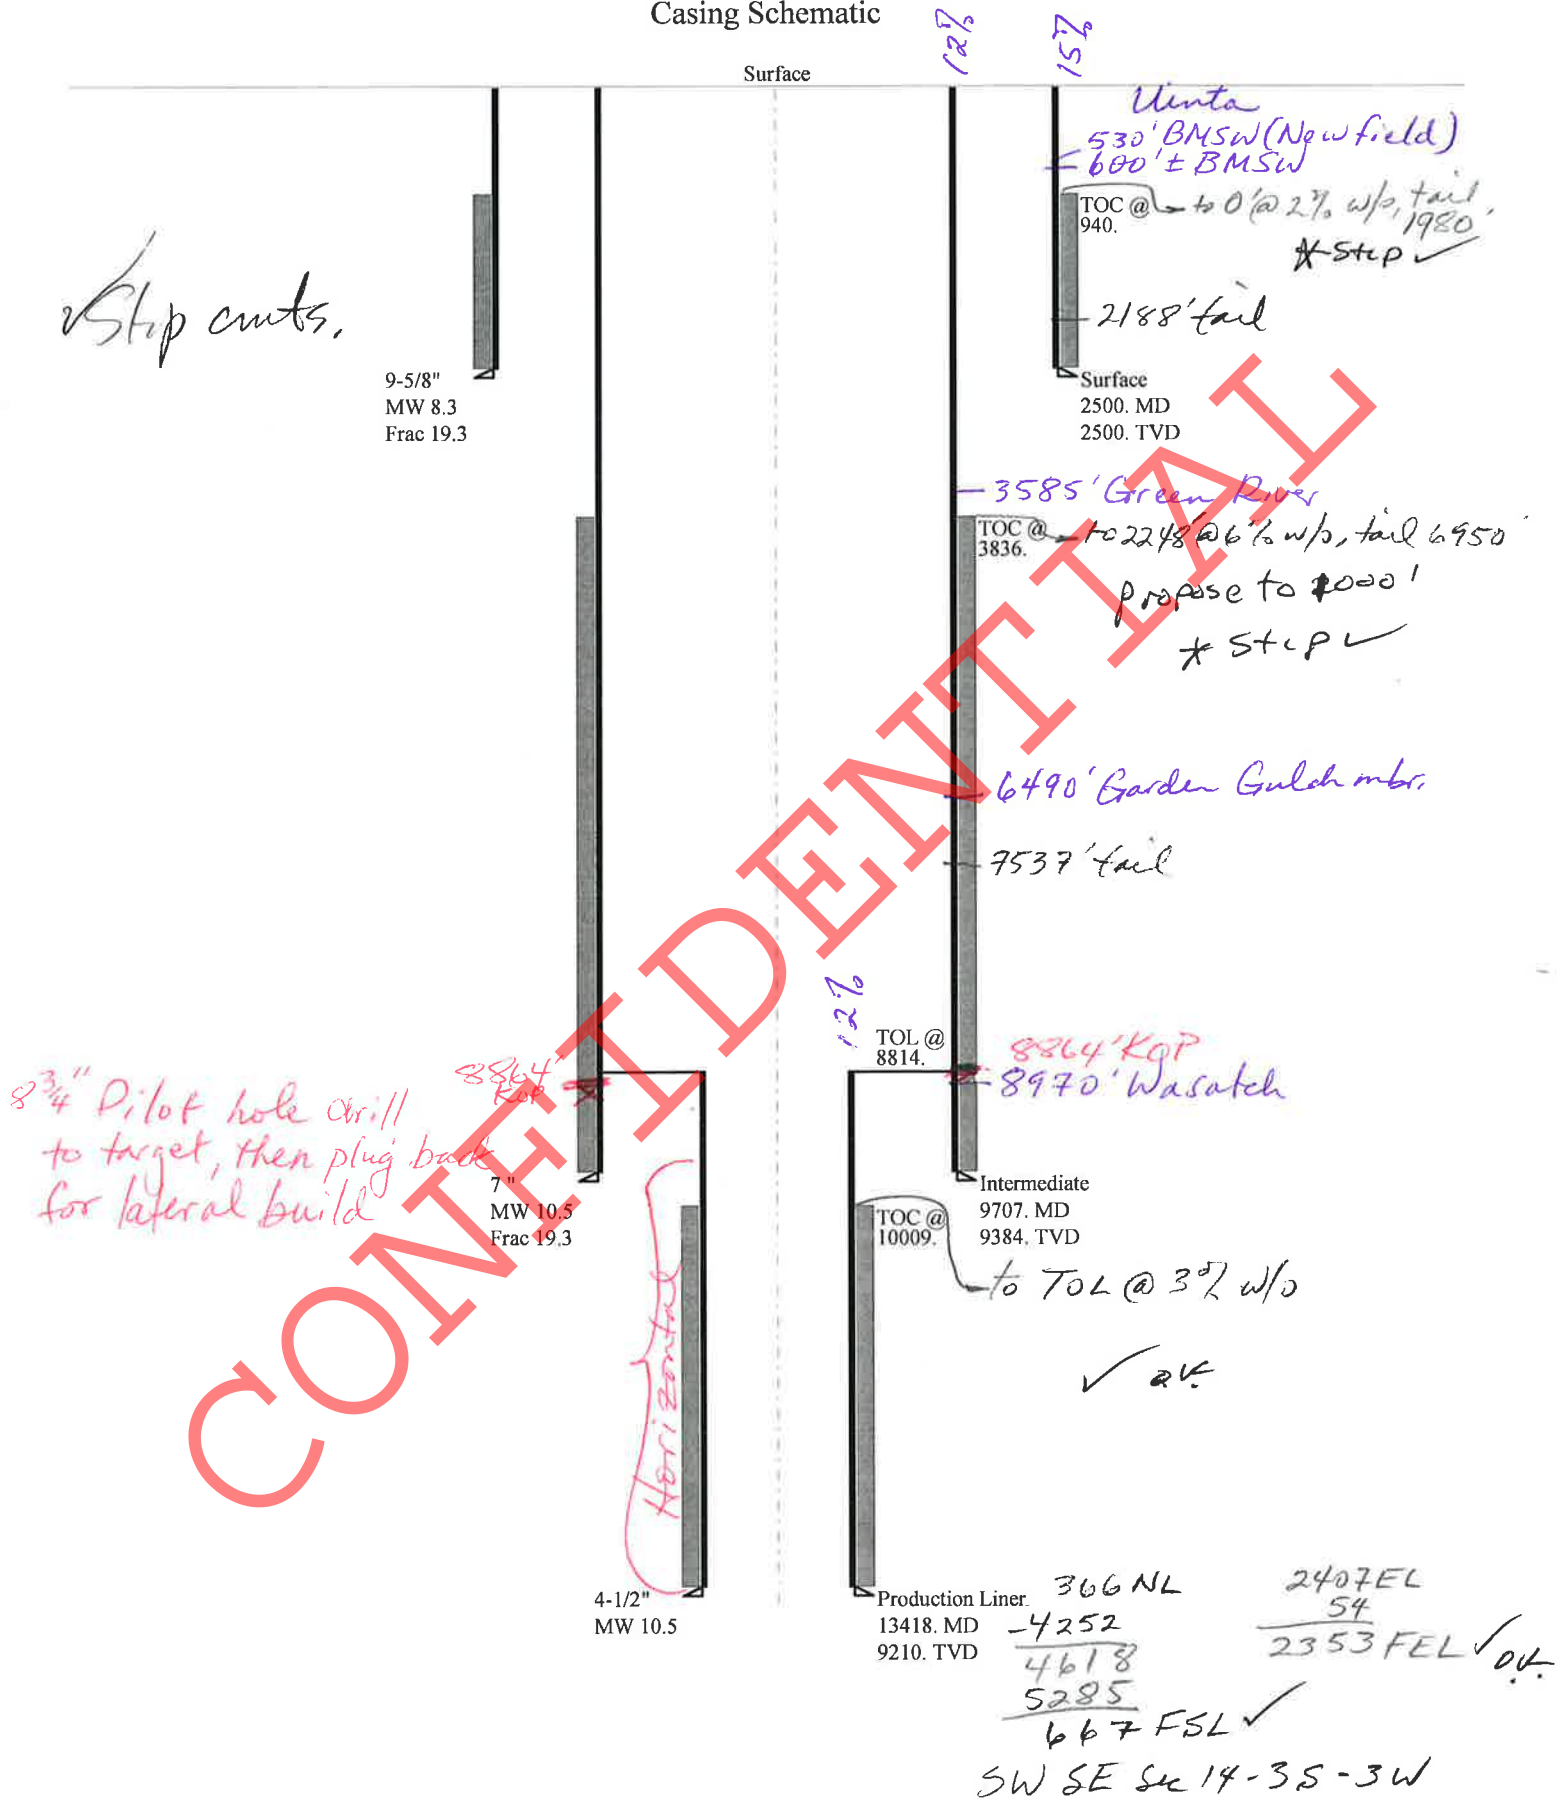 Casing Schematic
12%
15%
Surface
Uinta
530' BMSW (Newfield)
600' ± BMSW
TOC @
940.
to 0' @ 2% w/o, tail
1980'
*Stip ✓
✓Stip cmts.
2188' tail
9-5/8"
MW 8.3
Frac 19.3
Surface
2500. MD
2500. TVD
3585' Green River
TOC @
3836.
to 2248' @ 6% w/o, tail 6950'
propose to 1000'
* Stip ✓
6490' Garden Gulch mbr.
7537' tail
12%
TOL @
8814.
8864' KOP
8970' Wasatch
8864'
KOP
8 3/4" Pilot hole drill
to target, then plug back
for lateral build
7"
MW 10.5
Frac 19.3
Intermediate
9707. MD
9384. TVD
TOC @
10009.
to TOL @ 3% w/o
✓ O.K.
Horizontal
4-1/2"
MW 10.5
Production Liner
13418. MD
9210. TVD
366 NL
-4252
4618
5285
667 FSL ✓
2407 EL
54
2353 FEL ✓ O.K.
SW SE Sec 14-3S-3W
CONFIDENTIAL